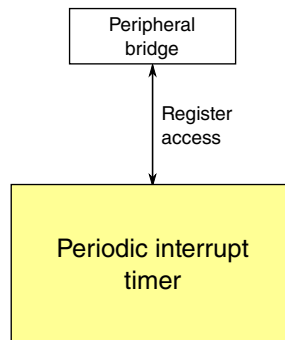 Peripheral
bridge
Register
access
Periodic interrupt
timer